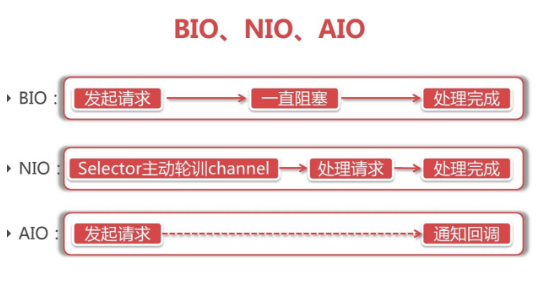 BIO、NIO、AIO
BIO： 发起请求 一直阻塞 处理完成
NIO： Selector主动轮训channel 处理请求 处理完成
AIO： 发起请求 通知回调